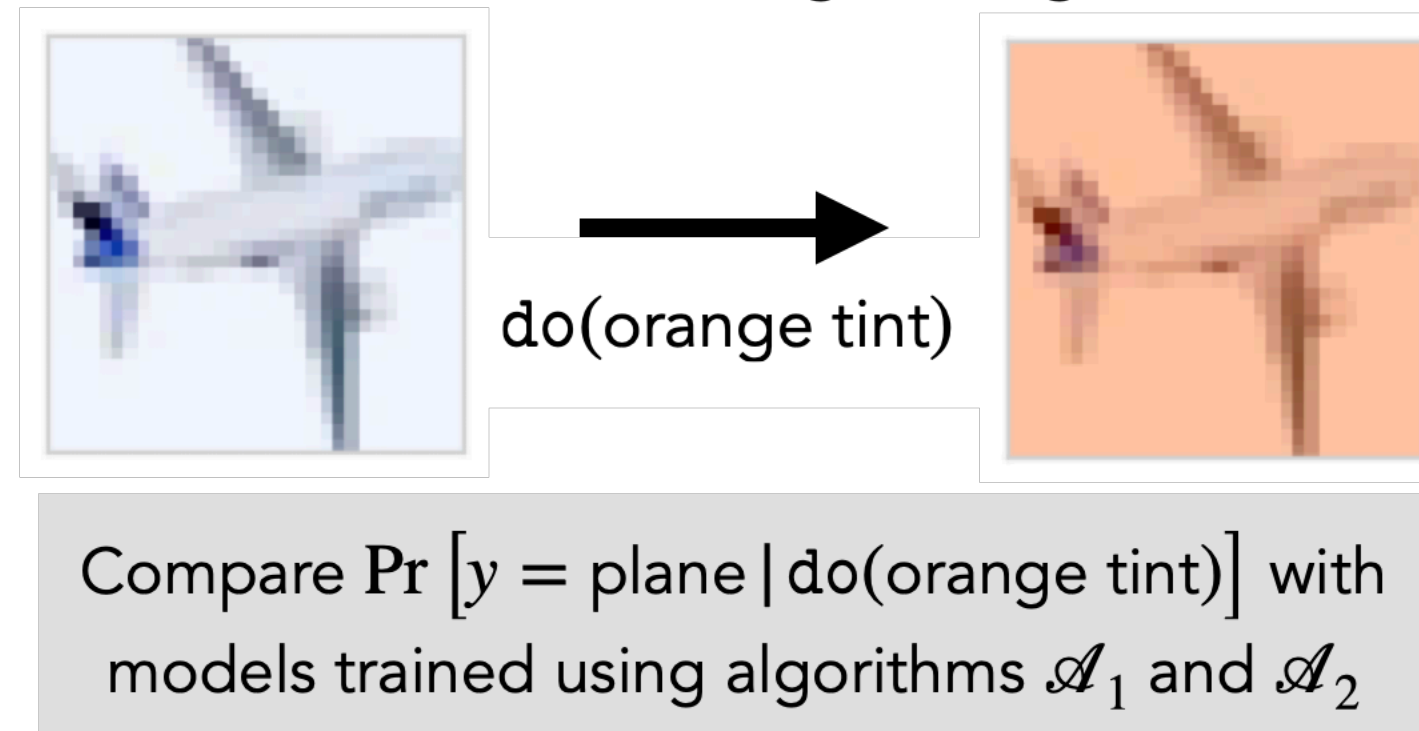 do(orange tint)
Compare Pr [y = plane | do(orange tint)] with
models trained using algorithms 𝒜₁ and 𝒜₂